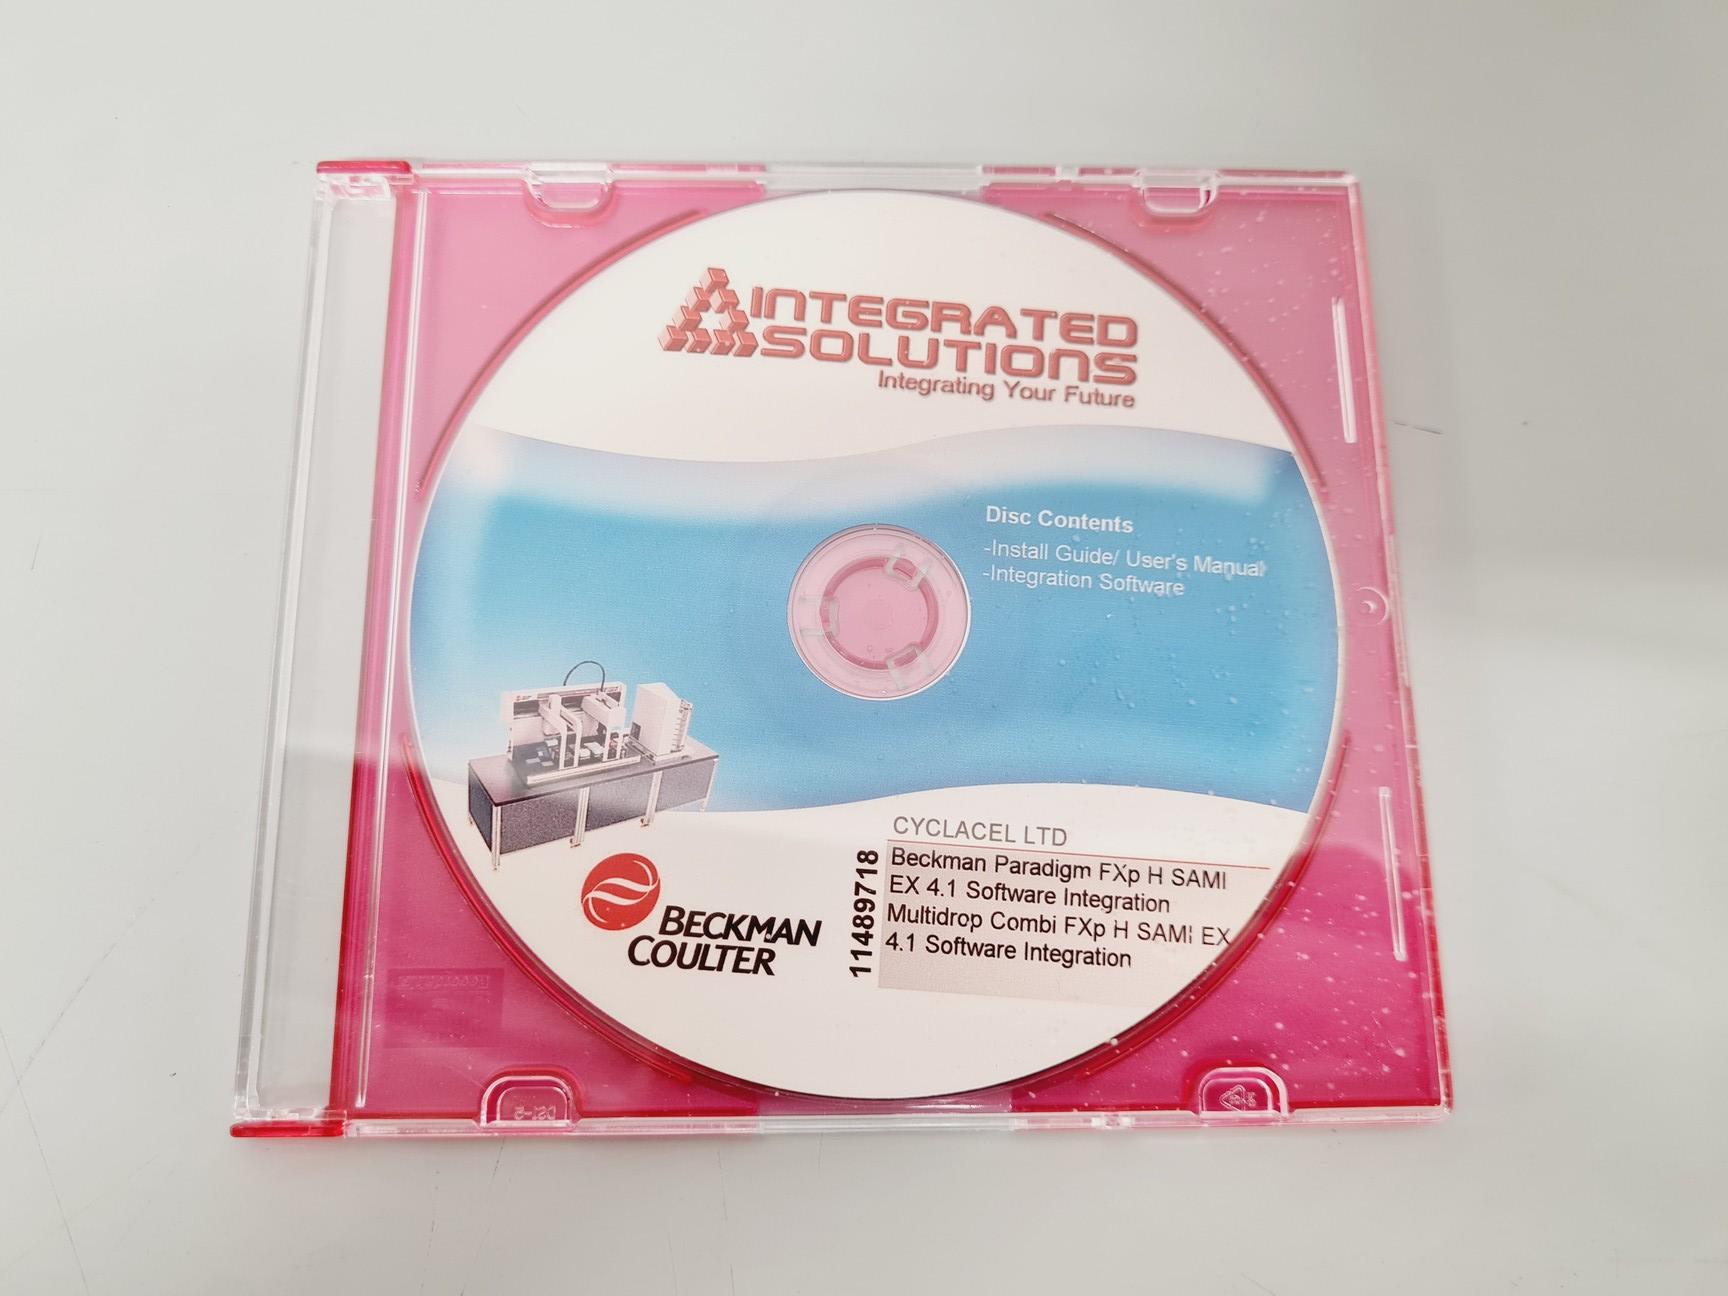 INTEGRATED
SOLUTIONS
Integrating Your Future
Disc Contents
-Install Guide/ User's Manual
-Integration Software
CYCLACEL LTD
Beckman Paradigm FXp H SAMI
EX 4.1 Software Integration
Multidrop Combi FXp H SAMI EX
4.1 Software Integration
11489718
BECKMAN
COULTER